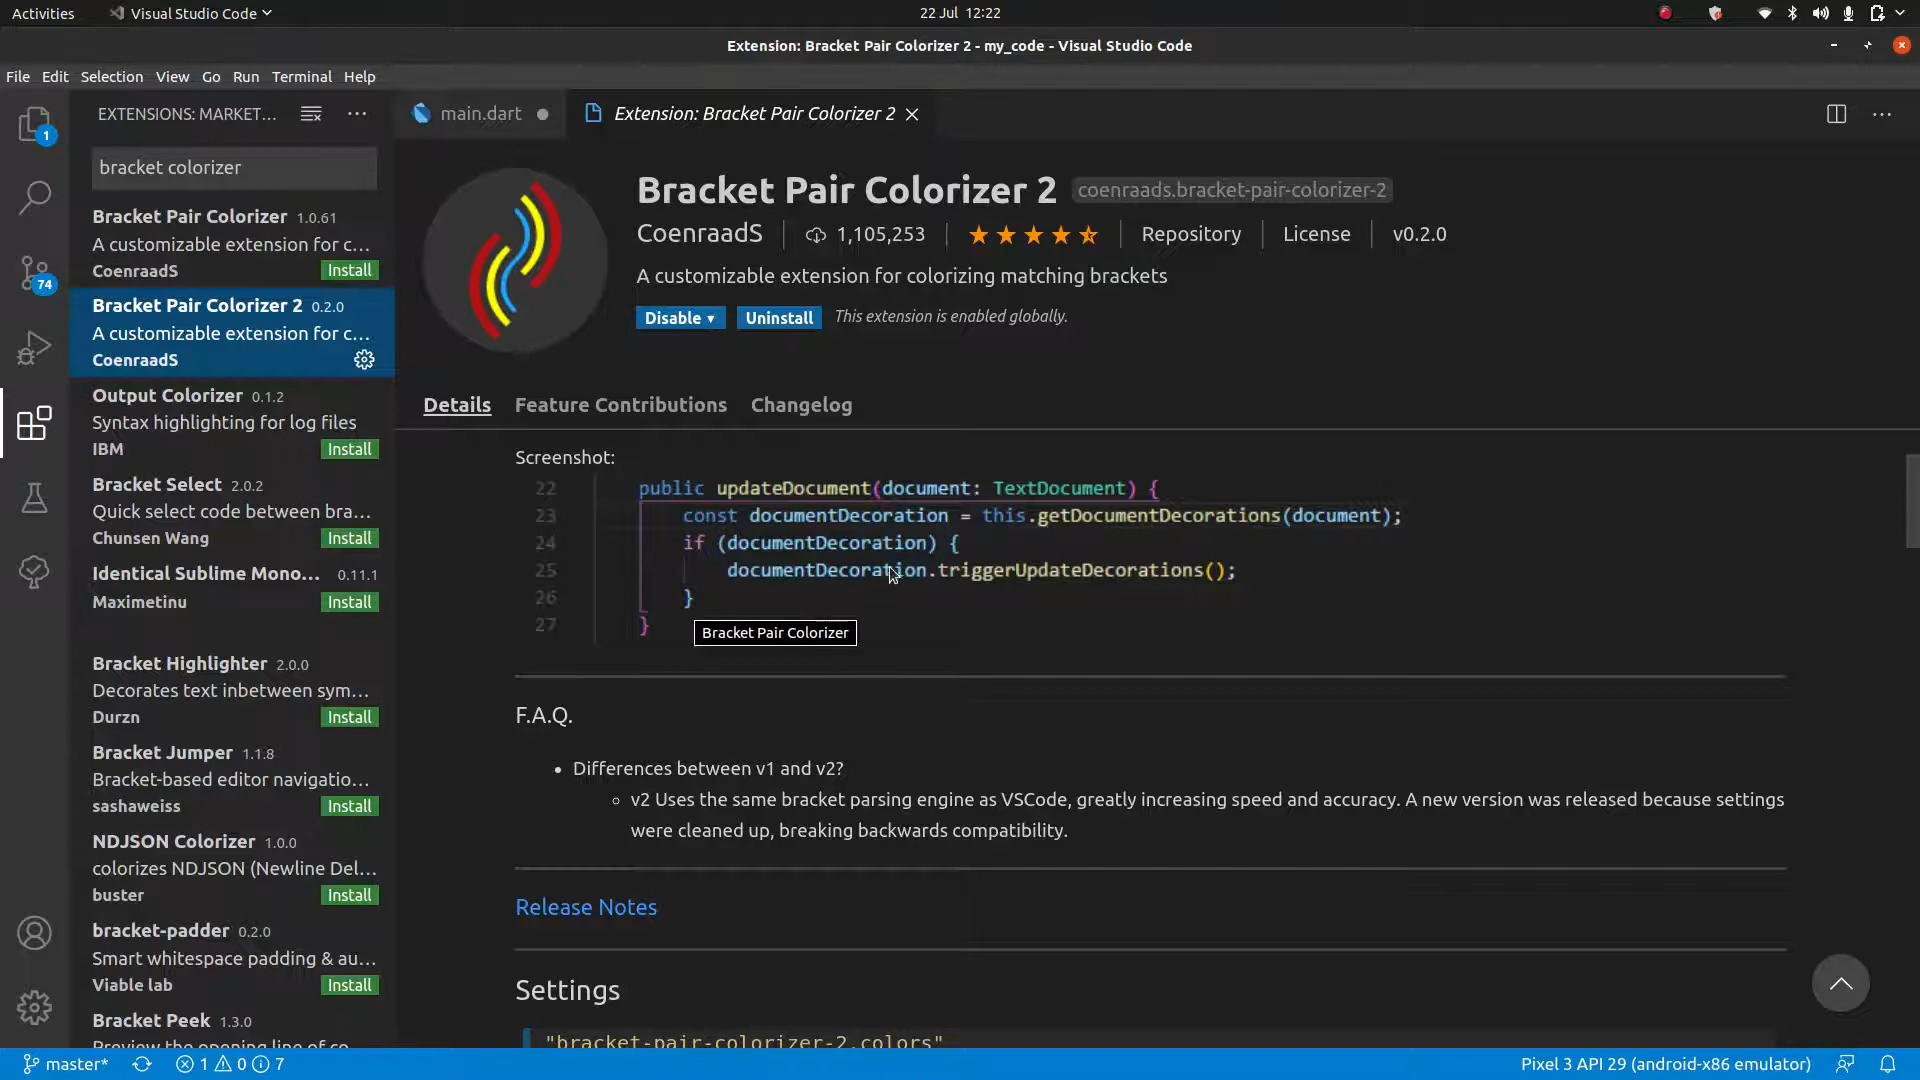 Activities
Visual Studio Code
22 Jul 12:22
Extension: Bracket Pair Colorizer 2 - my_code - Visual Studio Code
File Edit Selection View Go Run Terminal Help
EXTENSIONS: MARKET...
main.dart
Extension: Bracket Pair Colorizer 2
1
74
bracket colorizer
Bracket Pair Colorizer 1.0.61
A customizable extension for c...
CoenraadS
Install
Bracket Pair Colorizer 2 0.2.0
A customizable extension for c...
CoenraadS
Output Colorizer 0.1.2
Syntax highlighting for log files
IBM
Install
Bracket Select 2.0.2
Quick select code between bra...
Chunsen Wang
Install
Identical Sublime Mono... 0.11.1
Maximetinu
Install
Bracket Highlighter 2.0.0
Decorates text inbetween sym...
Durzn
Install
Bracket Jumper 1.1.8
Bracket-based editor navigatio...
sashaweiss
Install
NDJSON Colorizer 1.0.0
colorizes NDJSON (Newline Del...
buster
Install
bracket-padder 0.2.0
Smart whitespace padding & au...
Viable lab
Install
Bracket Peek 1.3.0
Preview the opening line of co...
Bracket Pair Colorizer 2 coenraads.bracket-pair-colorizer-2
CoenraadS 1,105,253 Repository License v0.2.0
A customizable extension for colorizing matching brackets
Disable Uninstall This extension is enabled globally.
Details Feature Contributions Changelog
Screenshot:
22 public updateDocument(document: TextDocument) {
23 const documentDecoration = this.getDocumentDecorations(document);
24 if (documentDecoration) {
25 documentDecoration.triggerUpdateDecorations();
26 }
27 }
Bracket Pair Colorizer
F.A.Q.
• Differences between v1 and v2?
◦ v2 Uses the same bracket parsing engine as VSCode, greatly increasing speed and accuracy. A new version was released because settings
were cleaned up, breaking backwards compatibility.
Release Notes
Settings
"bracket-pair-colorizer-2.colors"
master* 1 0 7
Pixel 3 API 29 (android-x86 emulator)